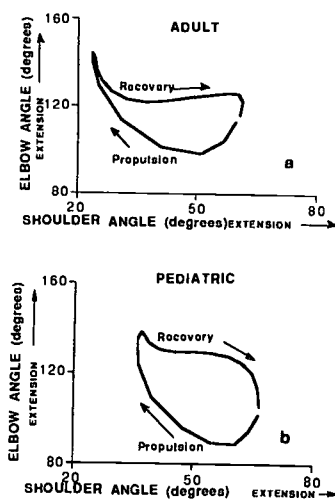 ADULT
160
120
80
ELBOW ANGLE (degrees)
EXTENSION
Recovery
Propulsion
a
20
50
80
SHOULDER ANGLE (degrees) EXTENSION
PEDIATRIC
160
120
80
ELBOW ANGLE (degrees)
EXTENSION
Recovery
Propulsion
b
20
50
80
SHOULDER ANGLE (degrees) EXTENSION